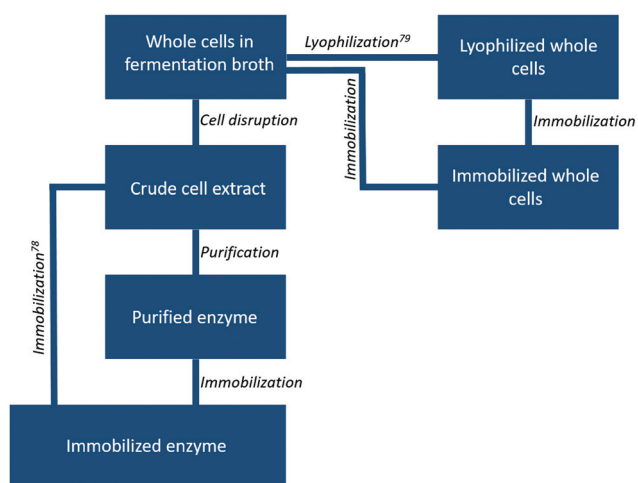 Whole cells in
fermentation broth
Lyophilization⁷⁹
Lyophilized whole
cells
Immobilization
Cell disruption
Immobilization
Crude cell extract
Immobilized whole
cells
Immobilization⁷⁸
Purification
Purified enzyme
Immobilization
Immobilized enzyme